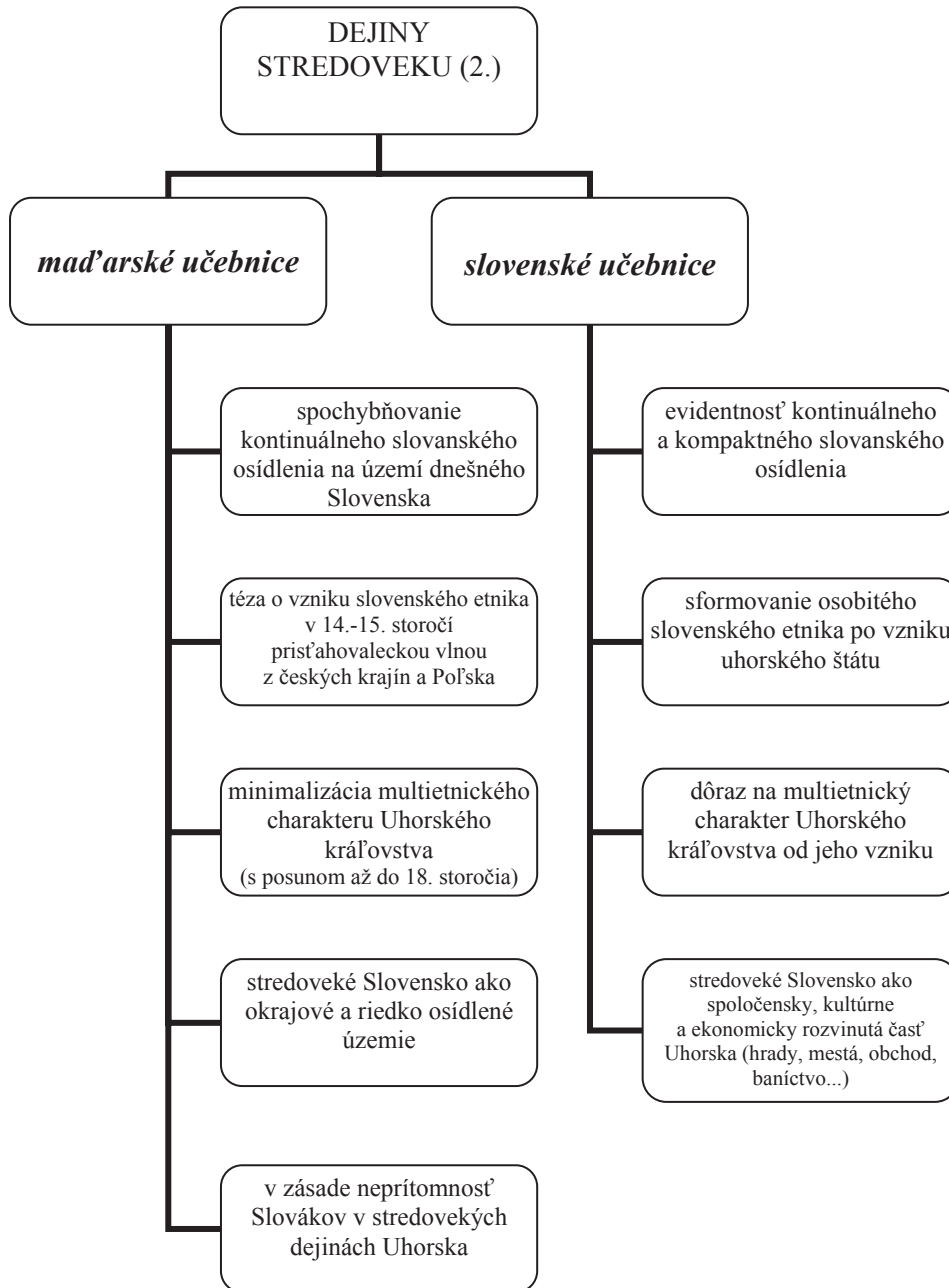 DEJINY
STREDOVEKU (2.)
maďarské učebnice
spochybňovanie
kontinuálneho slovanského
osídlenia na území dnešného
Slovenska
téza o vzniku slovenského etnika
v 14.-15. storočí
prisťahovaleckou vlnou
z českých krajín a Poľska
minimalizácia multietnického
charakteru Uhorského
kráľovstva
(s posunom až do 18. storočia)
stredoveké Slovensko ako
okrajové a riedko osídlené
územie
v zásade neprítomnosť
Slovákov v stredovekých
dejinách Uhorska
slovenské učebnice
evidentnosť kontinuálneho
a kompaktného slovanského
osídlenia
sformovanie osobitého
slovenského etnika po vzniku
uhorského štátu
dôraz na multietnický
charakter Uhorského
kráľovstva od jeho vzniku
stredoveké Slovensko ako
spoločensky, kultúrne
a ekonomicky rozvinutá časť
Uhorska (hrady, mestá, obchod,
baníctvo...)